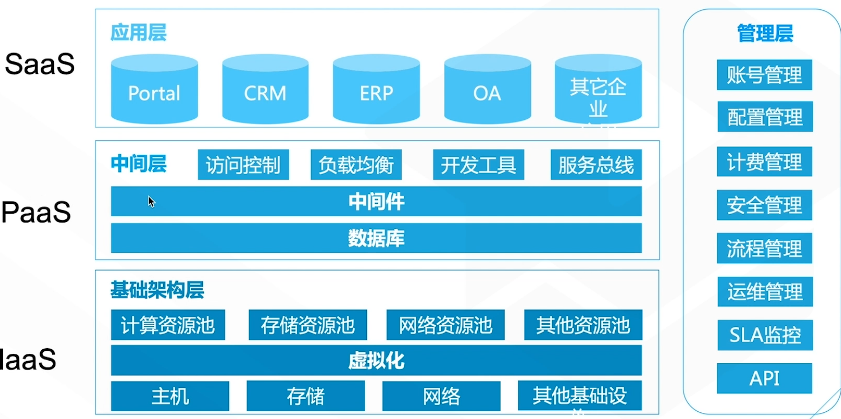 SaaS
应用层
Portal
CRM
ERP
OA
其它企
业
PaaS
中间层
访问控制
负载均衡
开发工具
服务总线
中间件
数据库
IaaS
基础架构层
计算资源池
存储资源池
网络资源池
其他资源池
虚拟化
主机
存储
网络
其他基础设
管理层
账号管理
配置管理
计费管理
安全管理
流程管理
运维管理
SLA监控
API